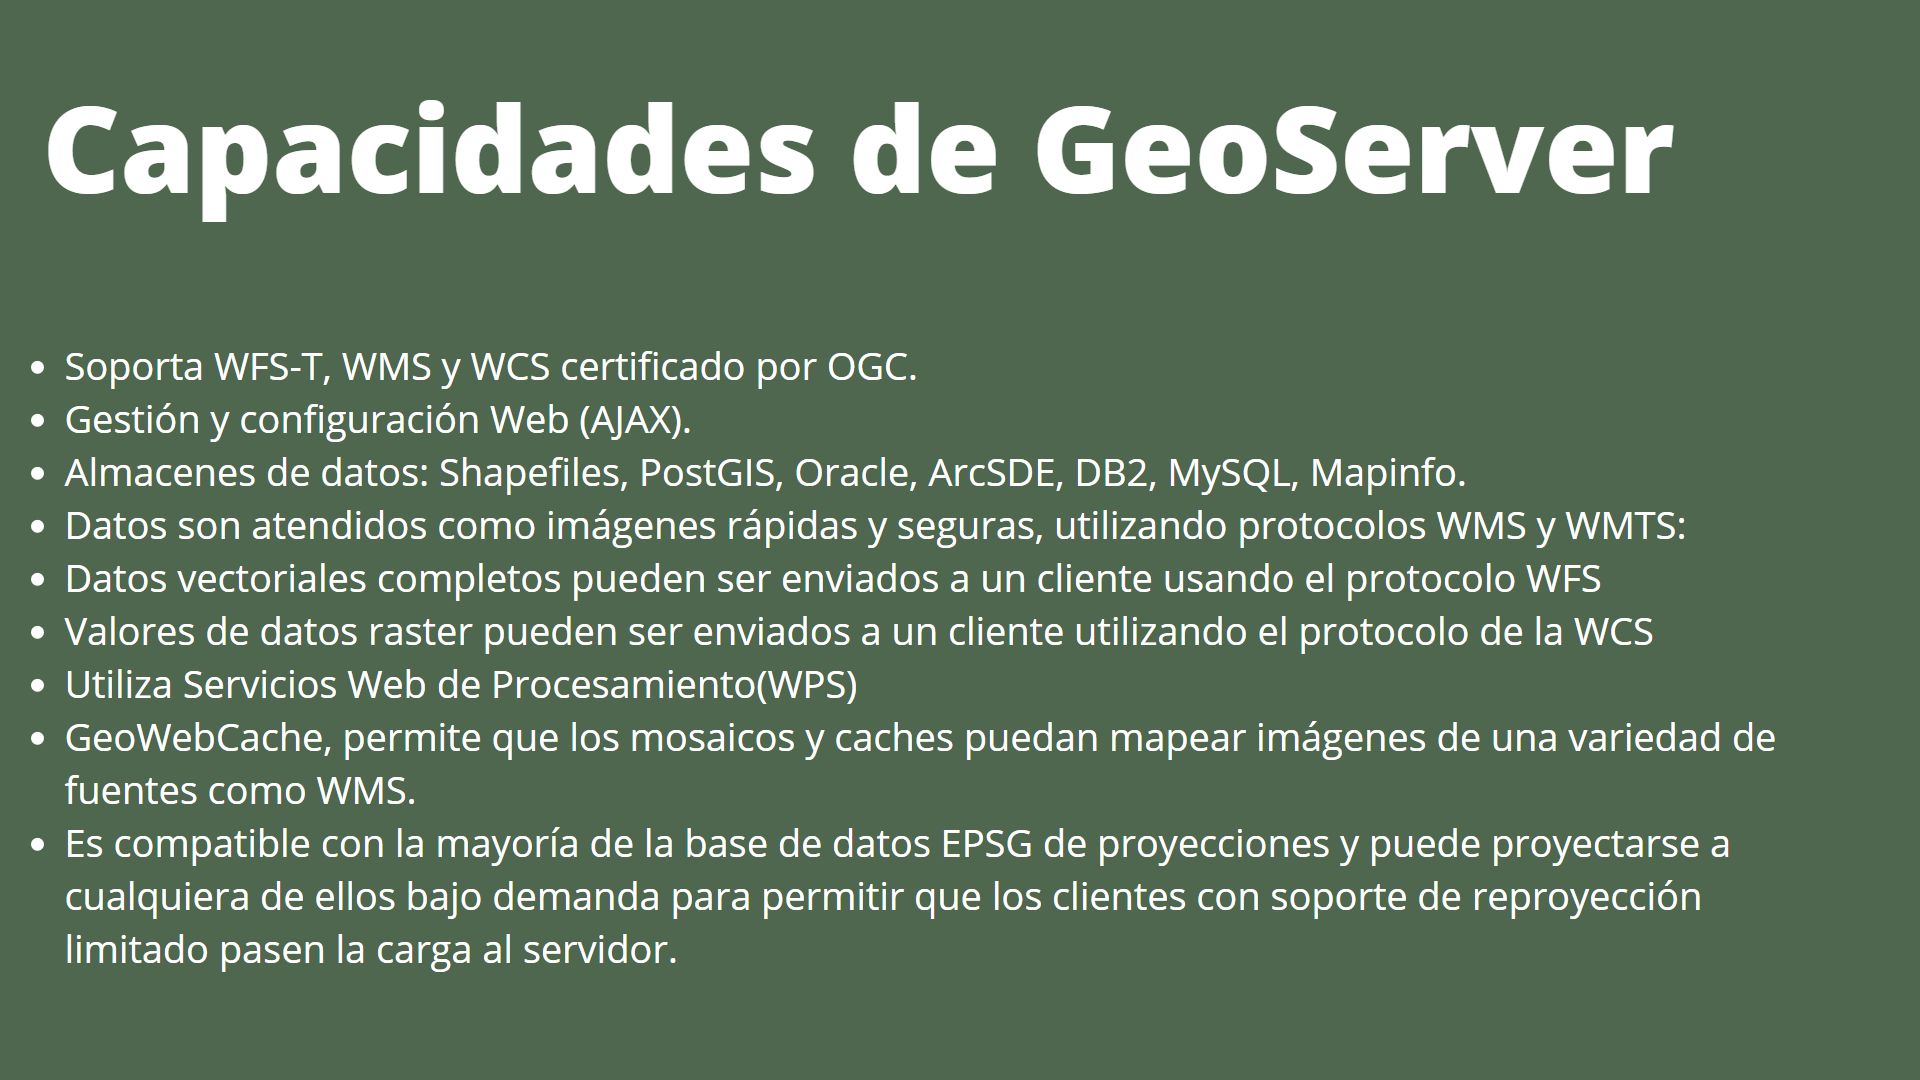 Capacidades de GeoServer
• Soporta WFS-T, WMS y WCS certificado por OGC.
• Gestión y configuración Web (AJAX).
• Almacenes de datos: Shapefiles, PostGIS, Oracle, ArcSDE, DB2, MySQL, Mapinfo.
• Datos son atendidos como imágenes rápidas y seguras, utilizando protocolos WMS y WMTS:
• Datos vectoriales completos pueden ser enviados a un cliente usando el protocolo WFS
• Valores de datos raster pueden ser enviados a un cliente utilizando el protocolo de la WCS
• Utiliza Servicios Web de Procesamiento(WPS)
• GeoWebCache, permite que los mosaicos y caches puedan mapear imágenes de una variedad de
fuentes como WMS.
• Es compatible con la mayoría de la base de datos EPSG de proyecciones y puede proyectarse a
cualquiera de ellos bajo demanda para permitir que los clientes con soporte de reproyección
limitado pasen la carga al servidor.